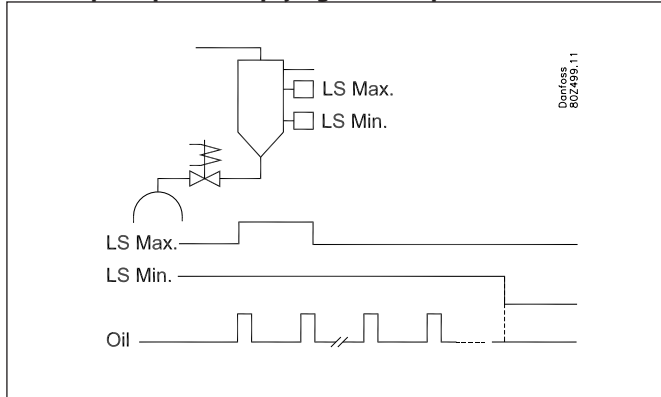 LS Max.
LS Min.
Danfoss
80Z499.11
LS Max.
LS Min.
Oil